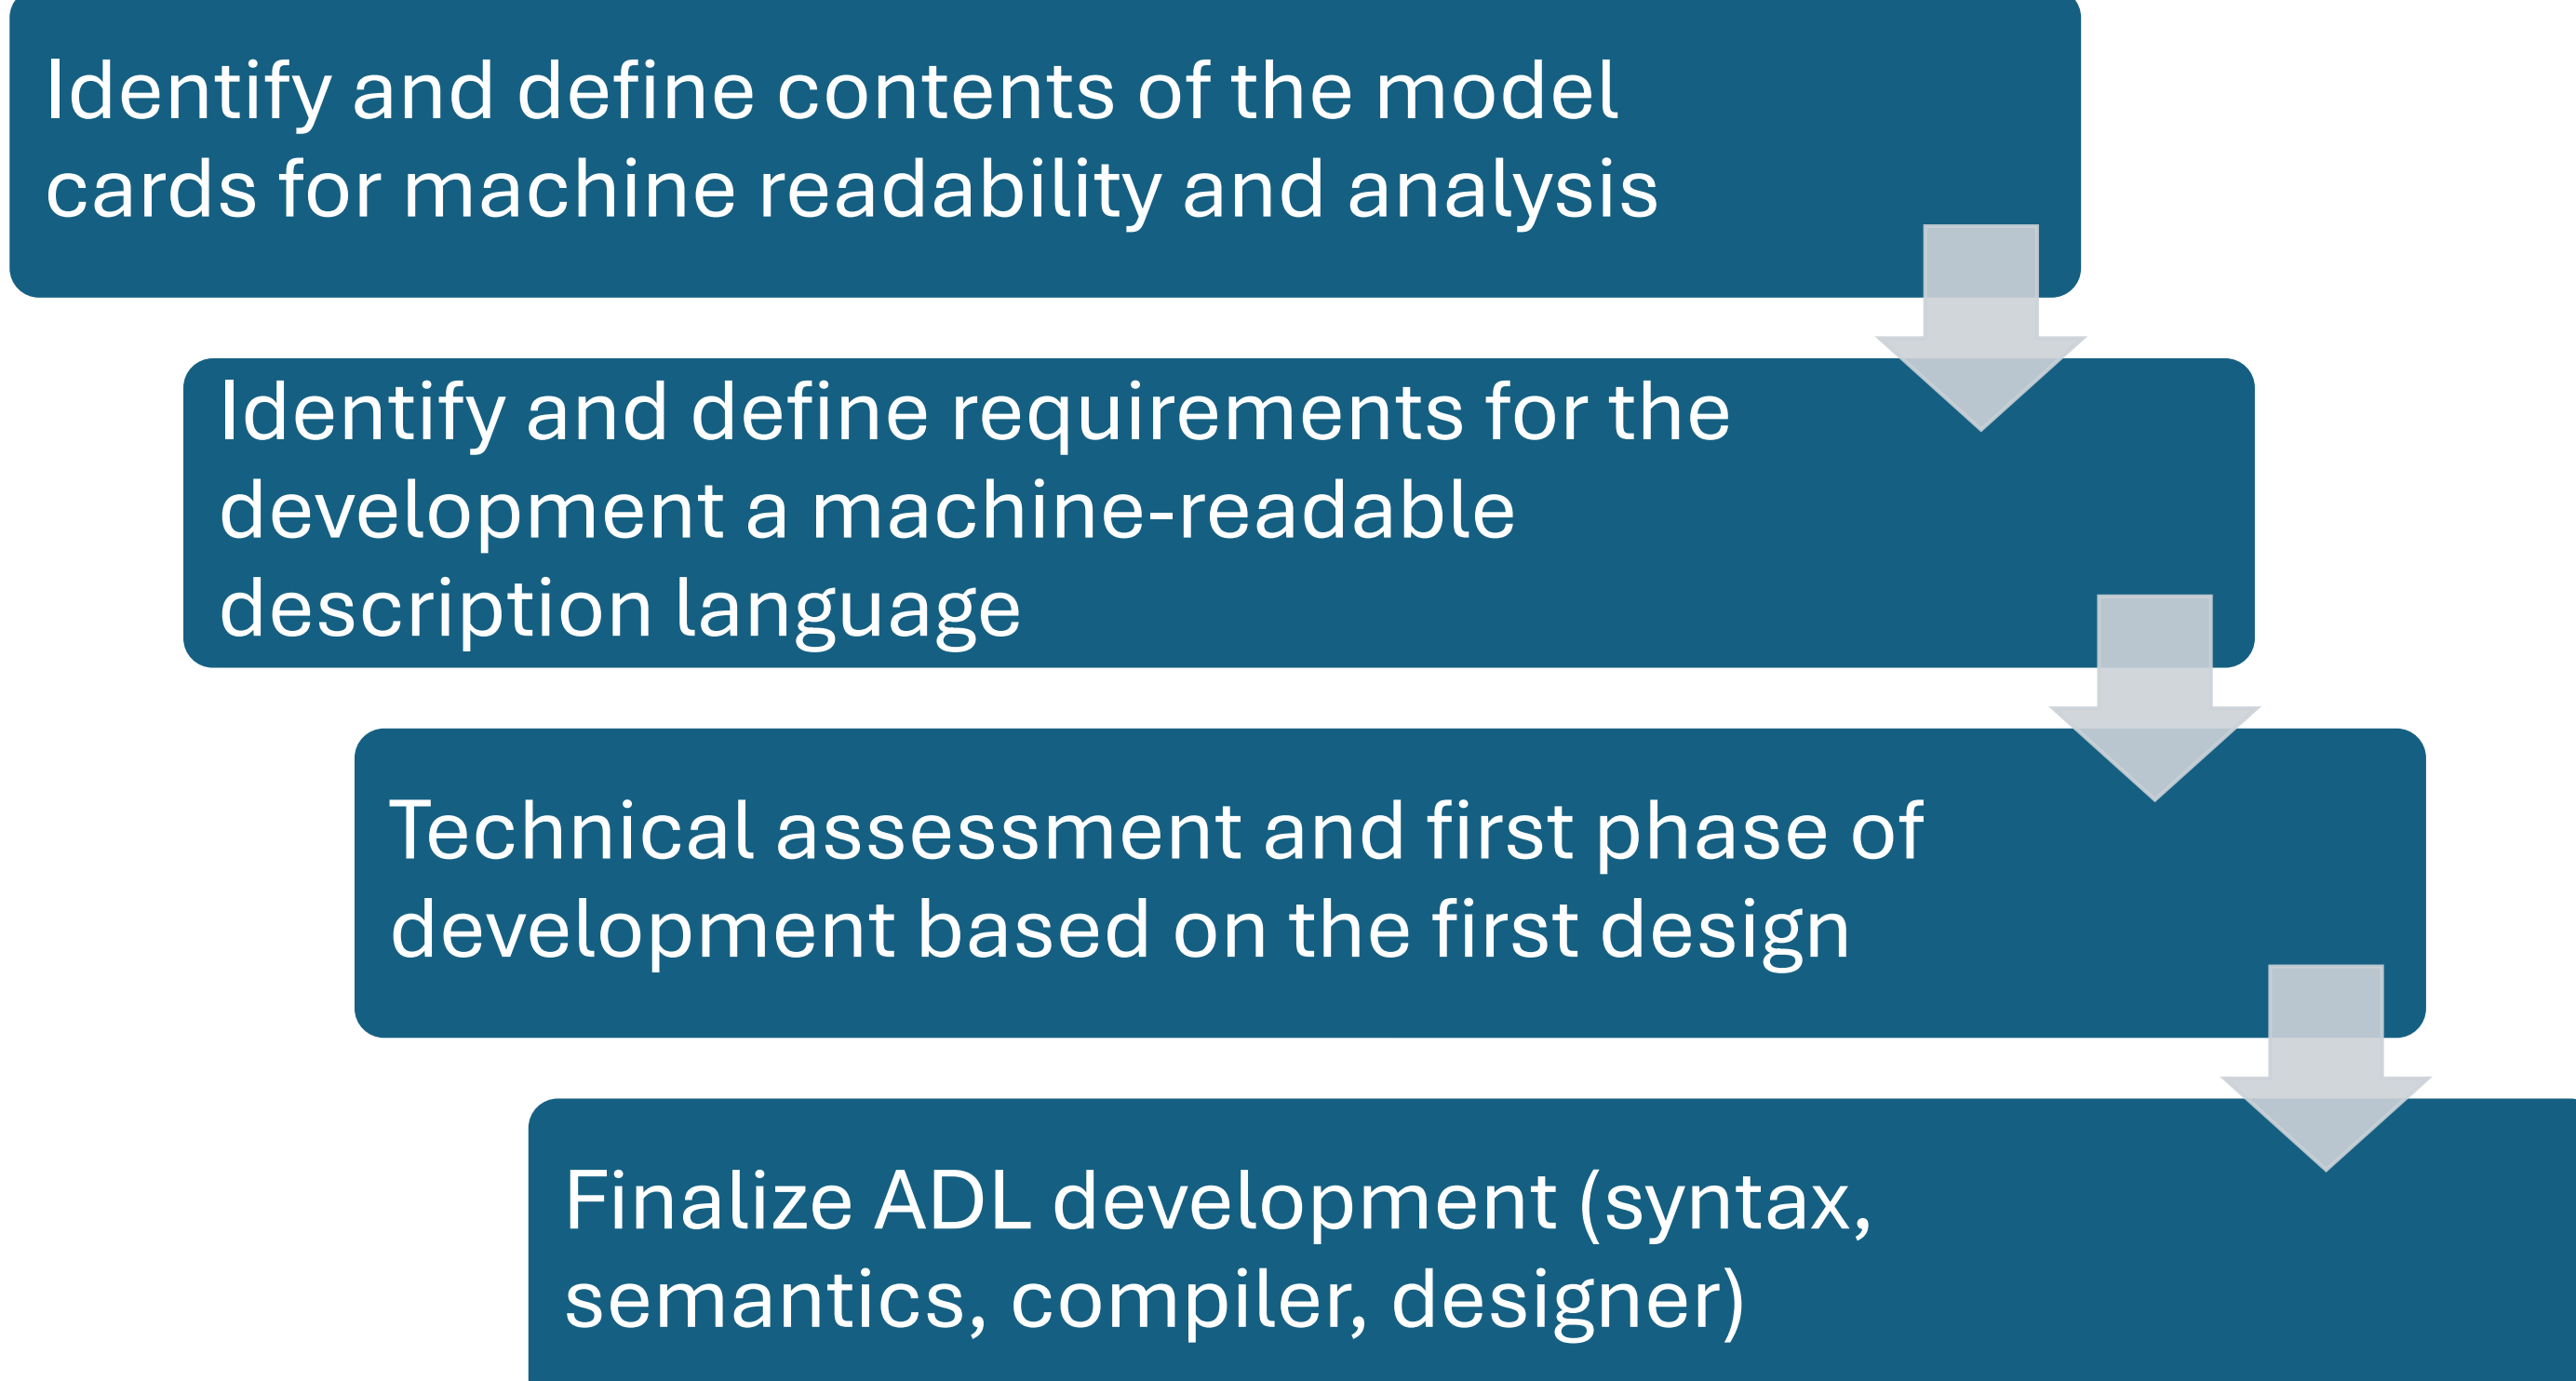 Identify and define contents of the model
cards for machine readability and analysis
Identify and define requirements for the
development a machine-readable
description language
Technical assessment and first phase of
development based on the first design
Finalize ADL development (syntax,
semantics, compiler, designer)